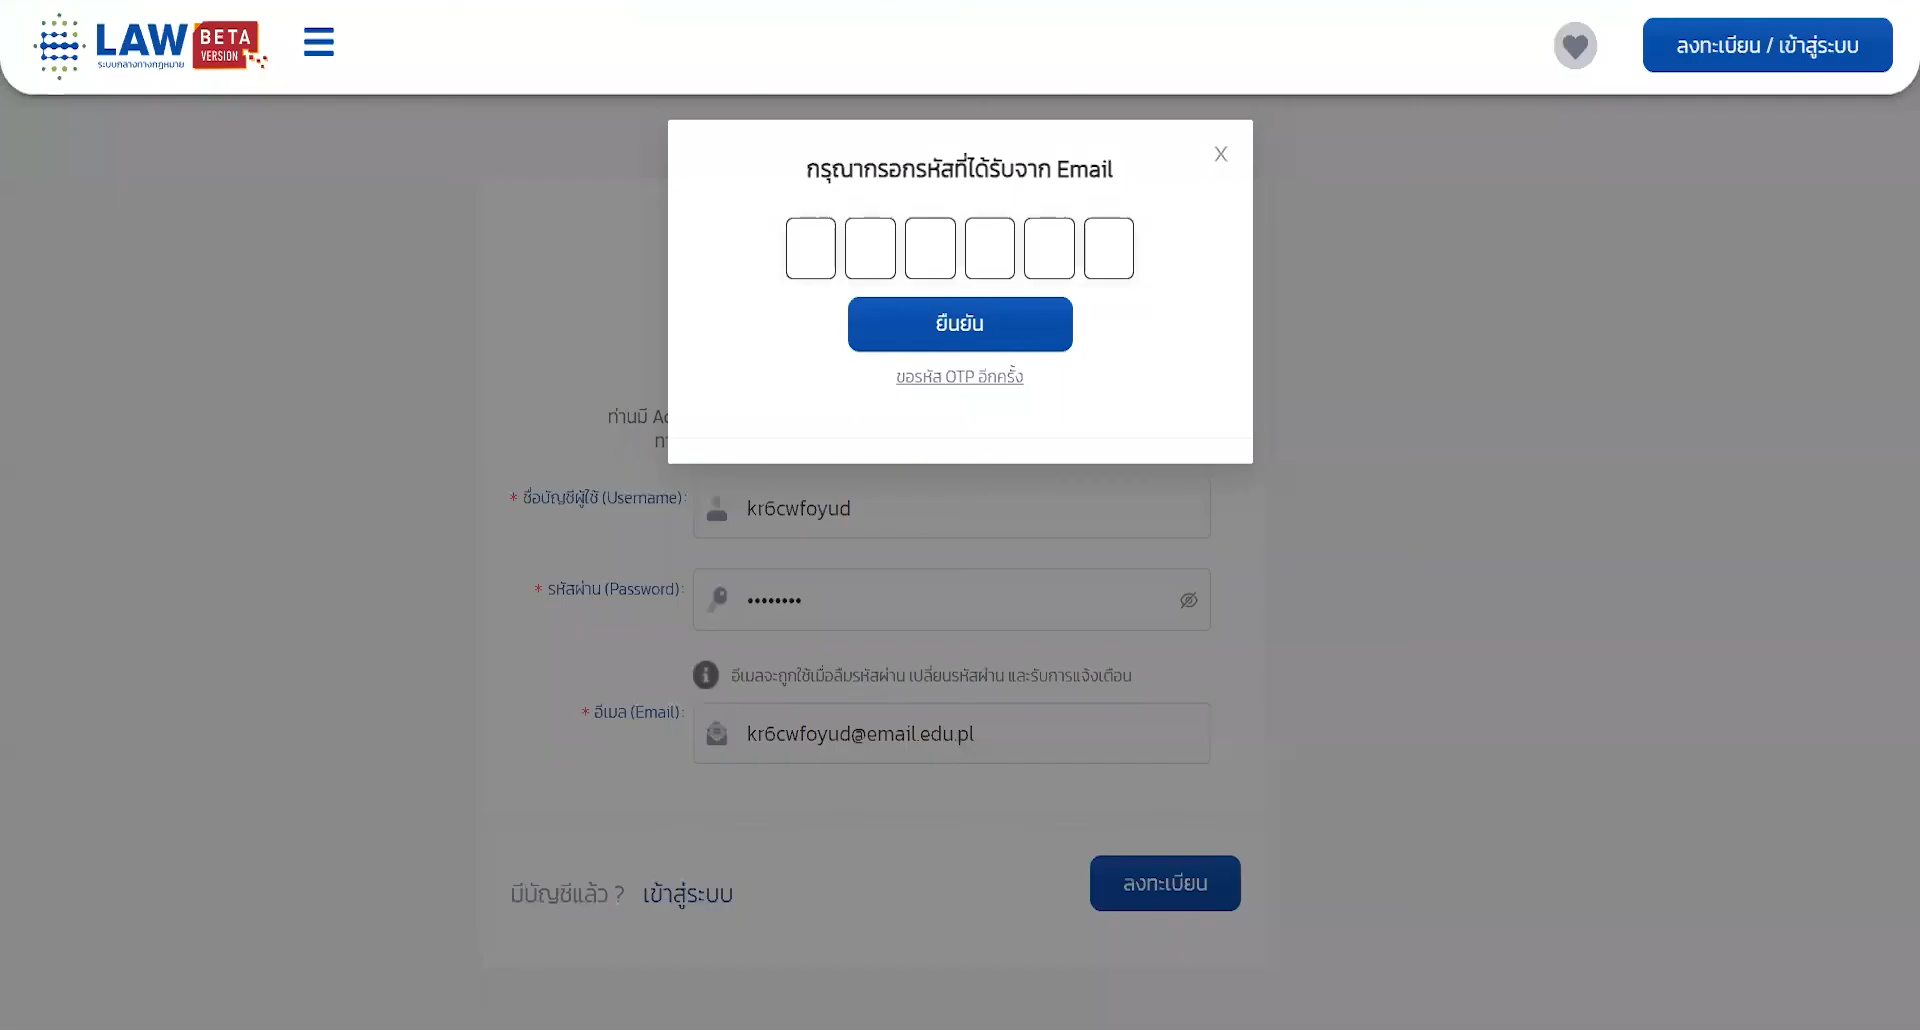 LAW
ระบบกลางทางกฎหมาย
BETA
VERSION
ลงทะเบียน / เข้าสู่ระบบ
กรุณากรอกรหัสที่ได้รับจาก Email
X
ยืนยัน
ขอรหัส OTP อีกครั้ง
ท่านมี
* ชื่อบัญชีผู้ใช้ (Username):
kr6cwfoyud
* รหัสผ่าน (Password):
••••••••
อีเมลจะถูกใช้เมื่อลืมรหัสผ่าน เปลี่ยนรหัสผ่าน และรับการแจ้งเตือน
* อีเมล (Email):
kr6cwfoyud@email.edu.pl
มีบัญชีแล้ว ? เข้าสู่ระบบ
ลงทะเบียน